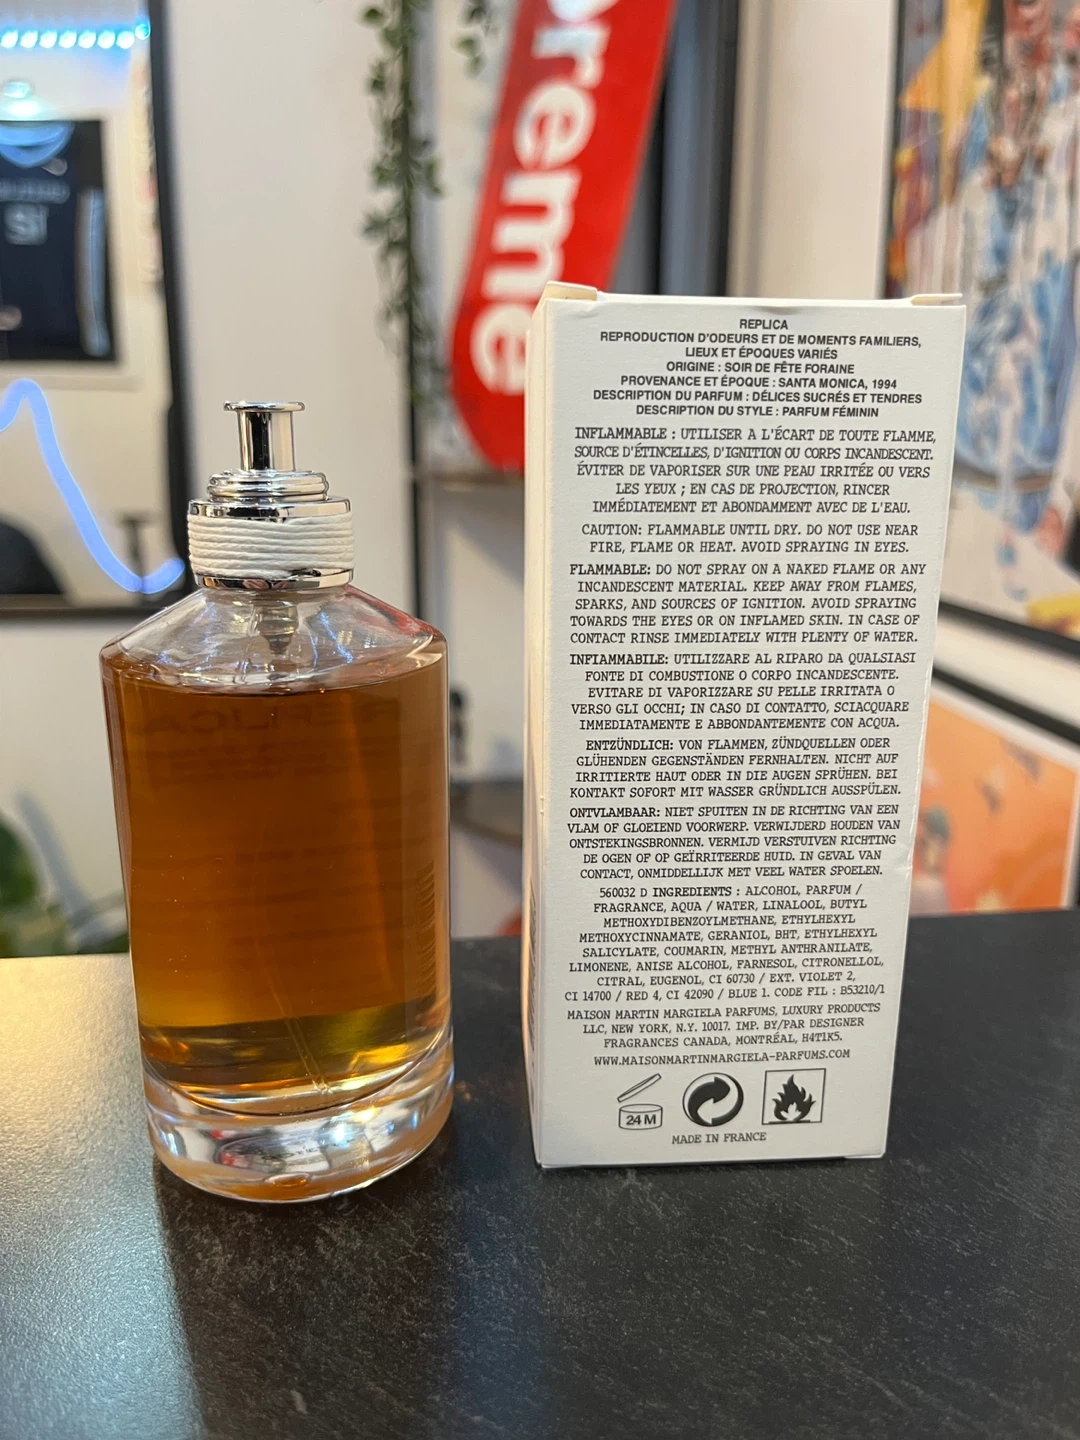 preme
REPLICA
REPRODUCTION D'ODEURS ET DE MOMENTS FAMILIERS,
LIEUX ET ÉPOQUES VARIÉS
ORIGINE : SOIR DE FÊTE FORAINE
PROVENANCE ET ÉPOQUE : SANTA MONICA, 1994
DESCRIPTION DU PARFUM : DÉLICES SUCRÉS ET TENDRES
DESCRIPTION DU STYLE : PARFUM FÉMININ
INFLAMMABLE : UTILISER A L'ÉCART DE TOUTE FLAMME,
SOURCE D'ÉTINCELLES, D'IGNITION OU CORPS INCANDESCENT.
ÉVITER DE VAPORISER SUR UNE PEAU IRRITÉE OU VERS
LES YEUX ; EN CAS DE PROJECTION, RINCER
IMMÉDIATEMENT ET ABONDAMMENT AVEC DE L'EAU.
CAUTION: FLAMMABLE UNTIL DRY. DO NOT USE NEAR
FIRE, FLAME OR HEAT. AVOID SPRAYING IN EYES.
FLAMMABLE: DO NOT SPRAY ON A NAKED FLAME OR ANY
INCANDESCENT MATERIAL. KEEP AWAY FROM FLAMES,
SPARKS, AND SOURCES OF IGNITION. AVOID SPRAYING
TOWARDS THE EYES OR ON INFLAMED SKIN. IN CASE OF
CONTACT RINSE IMMEDIATELY WITH PLENTY OF WATER.
INFIAMMABILE: UTILIZZARE AL RIPARO DA QUALSIASI
FONTE DI COMBUSTIONE O CORPO INCANDESCENTE.
EVITARE DI VAPORIZZARE SU PELLE IRRITATA O
VERSO GLI OCCHI; IN CASO DI CONTATTO, SCIACQUARE
IMMEDIATAMENTE E ABBONDANTEMENTE CON ACQUA.
ENTZÜNDLICH: VON FLAMMEN, ZÜNDQUELLEN ODER
GLÜHENDEN GEGENSTÄNDEN FERNHALTEN. NICHT AUF
IRRITIERTE HAUT ODER IN DIE AUGEN SPRÜHEN. BEI
KONTAKT SOFORT MIT WASSER GRÜNDLICH AUSSPÜLEN.
ONTVLAMBAAR: NIET SPUITEN IN DE RICHTING VAN EEN
VLAM OF GLOEIEND VOORWERP. VERWIJDERD HOUDEN VAN
ONTSTEKINGSBRONNEN. VERMIJD VERSTUIVEN RICHTING
DE OGEN OF OP GEÏRRITEERDE HUID. IN GEVAL VAN
CONTACT, ONMIDDELLIJK MET VEEL WATER SPOELEN.
560032 D INGREDIENTS : ALCOHOL, PARFUM /
FRAGRANCE, AQUA / WATER, LINALOOL, BUTYL
METHOXYDIBENZOYLMETHANE, ETHYLHEXYL
METHOXYCINNAMATE, GERANIOL, BHT, ETHYLHEXYL
SALICYLATE, COUMARIN, METHYL ANTHRANILATE,
LIMONENE, ANISE ALCOHOL, FARNESOL, CITRONELLOL,
CITRAL, EUGENOL, CI 60730 / EXT. VIOLET 2,
CI 14700 / RED 4, CI 42090 / BLUE 1. CODE FIL : B53210/1
MAISON MARTIN MARGIELA PARFUMS, LUXURY PRODUCTS
LLC, NEW YORK, N.Y. 10017. IMP. BY/PAR DESIGNER
FRAGRANCES CANADA, MONTRÉAL, H4T1K5.
WWW.MAISONMARTINMARGIELA-PARFUMS.COM
24 M
MADE IN FRANCE